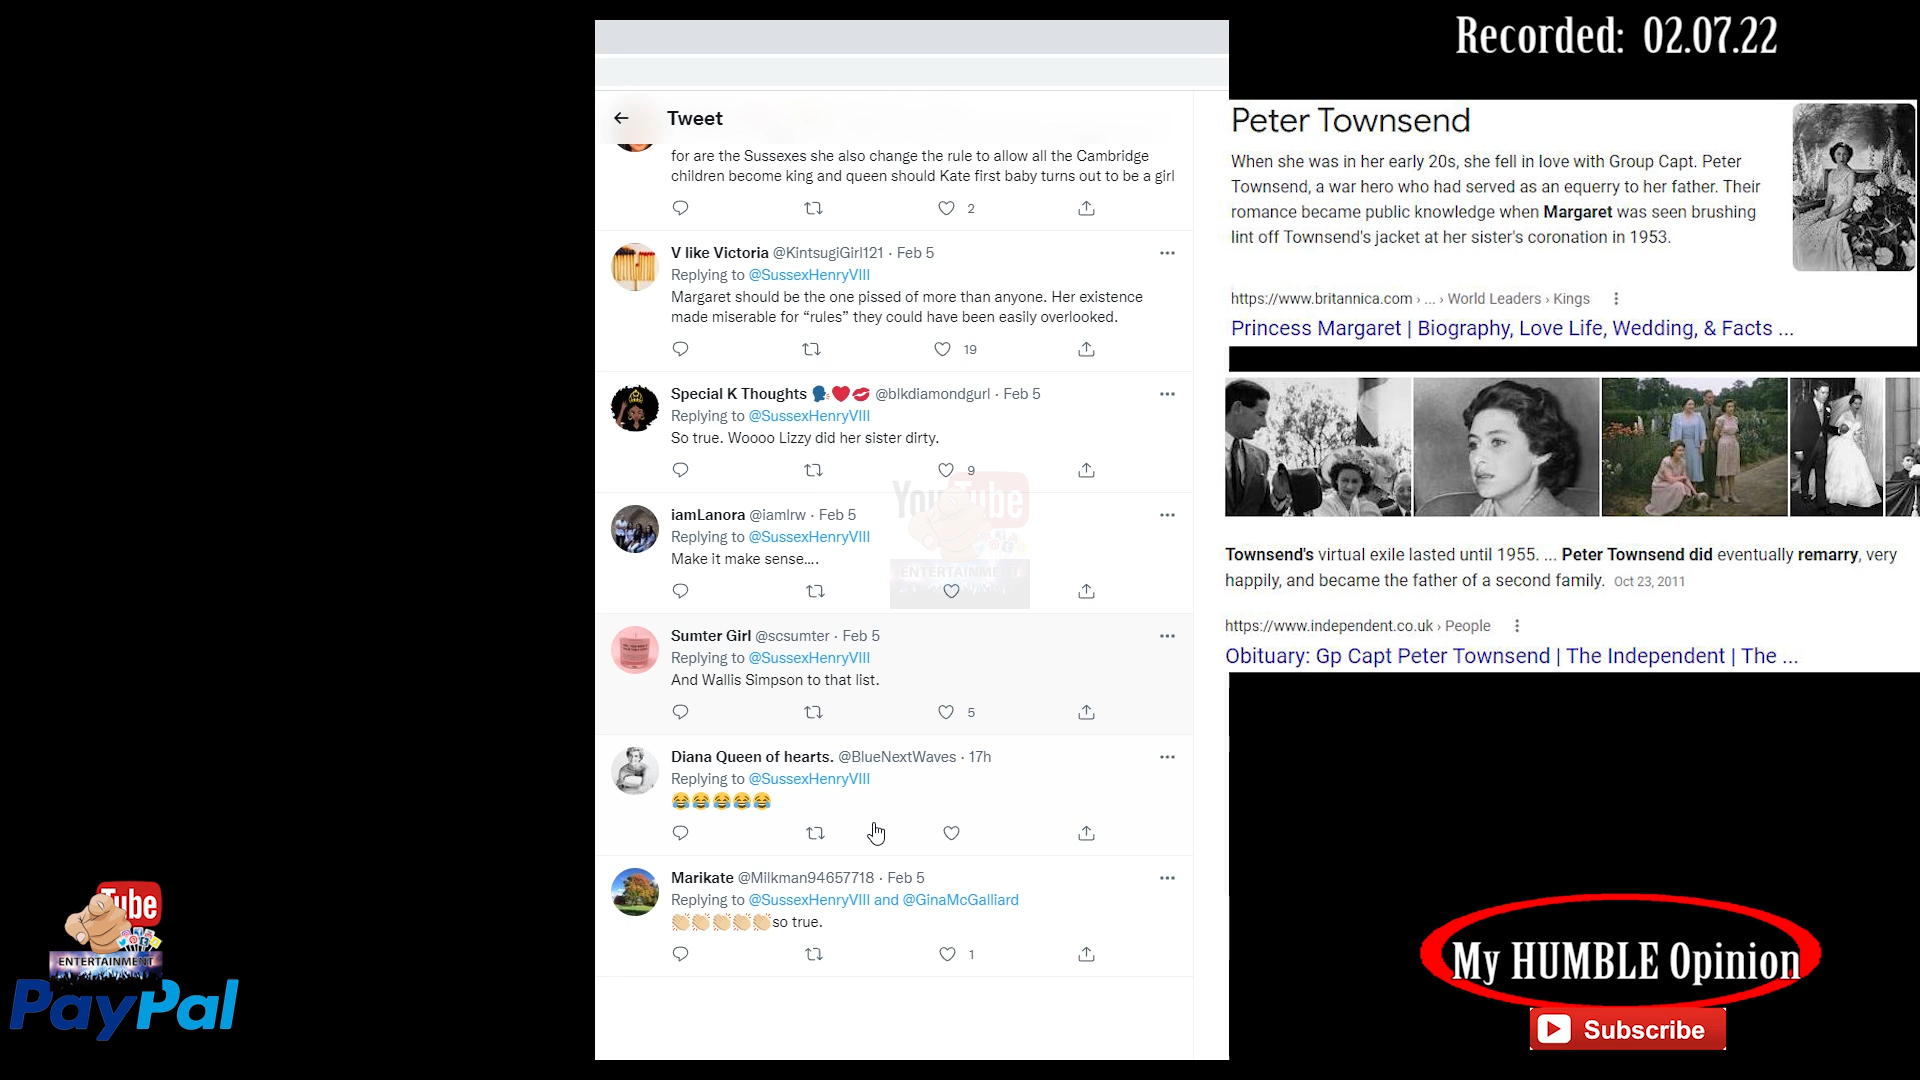 Recorded: 02.07.22
Tweet
for are the Sussexes she also change the rule to allow all the Cambridge
children become king and queen should Kate first baby turns out to be a girl
2
V like Victoria @KintsugiGirl121 · Feb 5
Replying to @SussexHenryVIII
Margaret should be the one pissed of more than anyone. Her existence
made miserable for “rules” they could have been easily overlooked.
19
Special K Thoughts 🗣❤💋 @blkdiamondgurl · Feb 5
Replying to @SussexHenryVIII
So true. Woooo Lizzy did her sister dirty.
9
iamLanora @iamlrw · Feb 5
Replying to @SussexHenryVIII
Make it make sense....
Sumter Girl @scsumter · Feb 5
Replying to @SussexHenryVIII
And Wallis Simpson to that list.
5
Diana Queen of hearts. @BlueNextWaves · 17h
Replying to @SussexHenryVIII
😂😂😂😂😂
Marikate @Milkman94657718 · Feb 5
Replying to @SussexHenryVIII and @GinaMcGalliard
👏🏼👏🏼👏🏼👏🏼👏🏼so true.
1
YouTube
ENTERTAINMENT
Peter Townsend
When she was in her early 20s, she fell in love with Group Capt. Peter
Townsend, a war hero who had served as an equerry to her father. Their
romance became public knowledge when Margaret was seen brushing
lint off Townsend's jacket at her sister's coronation in 1953.
https://www.britannica.com › ... › World Leaders › Kings
Princess Margaret | Biography, Love Life, Wedding, & Facts ...
Townsend's virtual exile lasted until 1955. ... Peter Townsend did eventually remarry, very
happily, and became the father of a second family. Oct 23, 2011
https://www.independent.co.uk › People
Obituary: Gp Capt Peter Townsend | The Independent | The ...
Tube
ENTERTAINMENT
PayPal
My HUMBLE Opinion
Subscribe